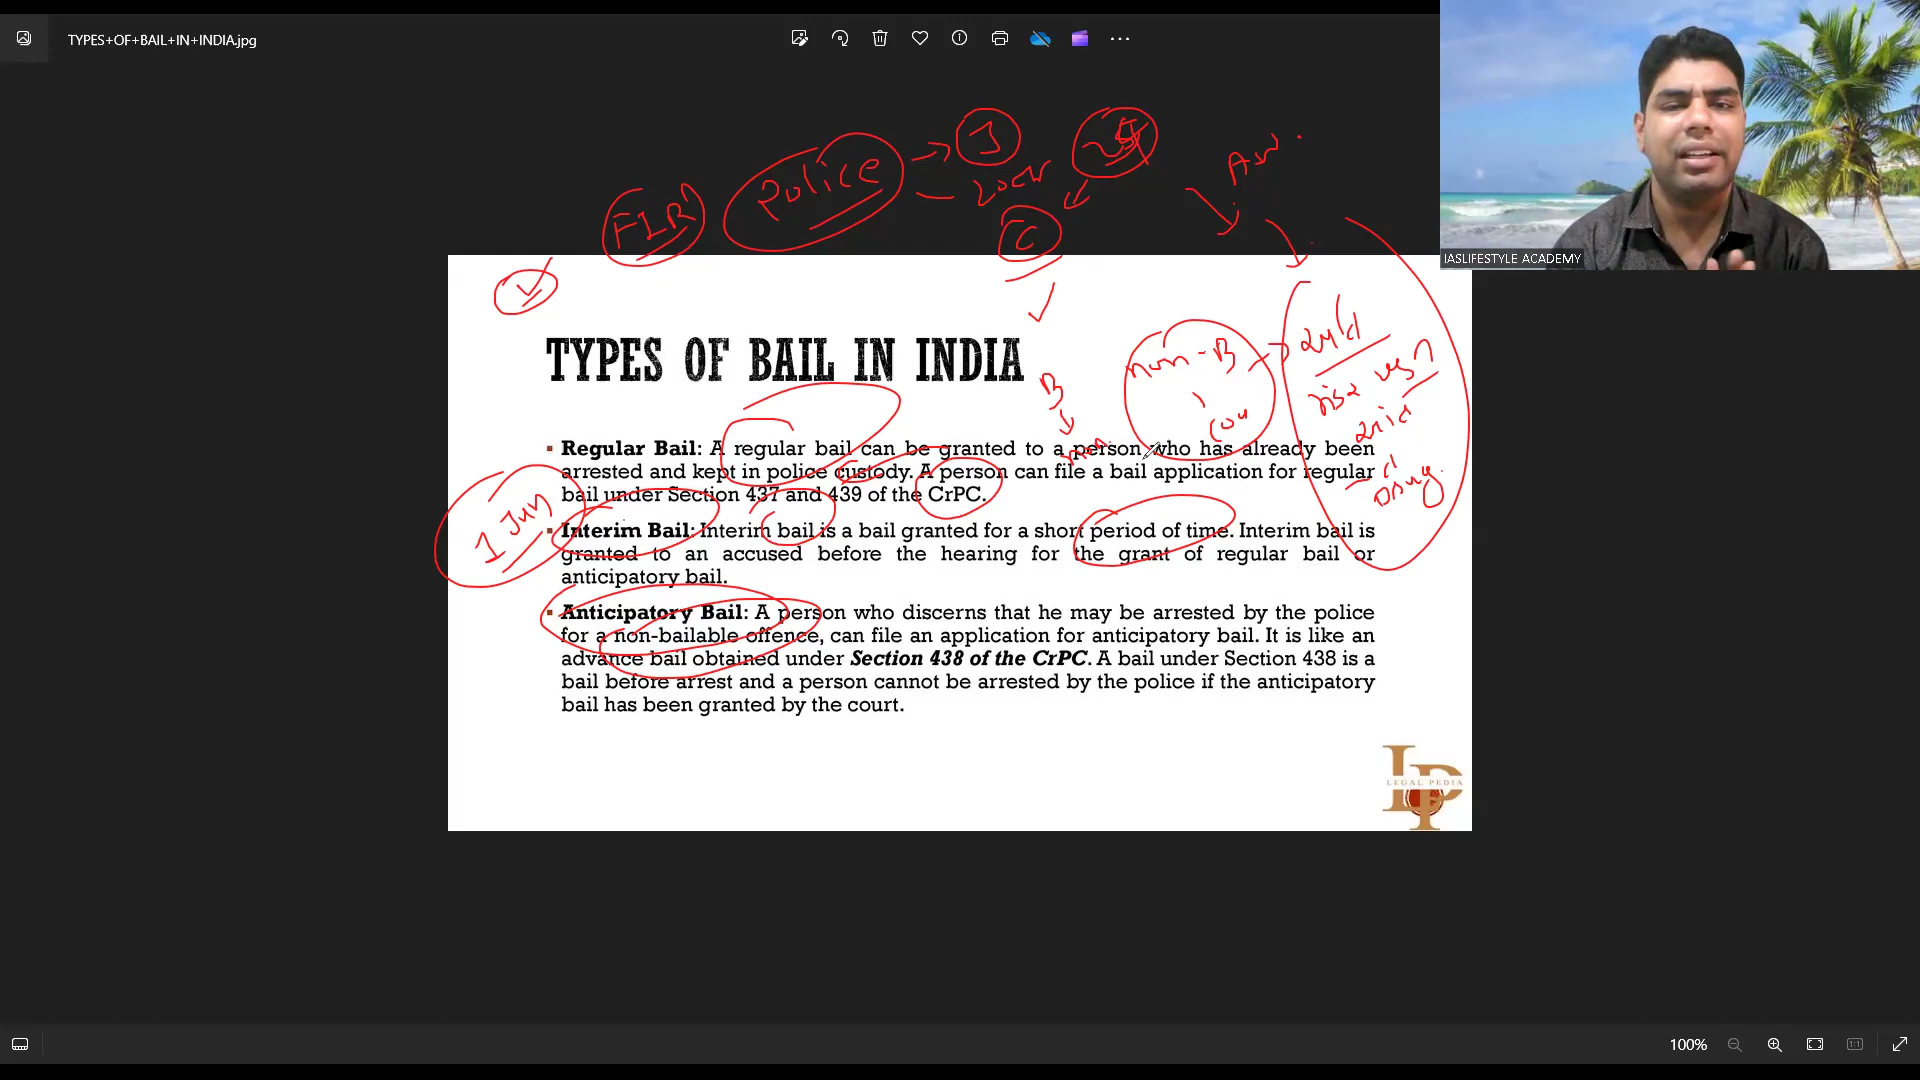 TYPES+OF+BAIL+IN+INDIA.jpg
IASLIFESTYLE ACADEMY
Police
FIR
J
C
TYPES OF BAIL IN INDIA
non-B
B
non
Regular Bail: A regular bail can be granted to a person who has already been
arrested and kept in police custody. A person can file a bail application for regular
bail under Section 437 and 439 of the CrPC.
1 Jun
Drug
Interim Bail: Interim bail is a bail granted for a short period of time. Interim bail is
granted to an accused before the hearing for the grant of regular bail or
anticipatory bail.
Anticipatory Bail: A person who discerns that he may be arrested by the police
for a non-bailable offence, can file an application for anticipatory bail. It is like an
advance bail obtained under Section 438 of the CrPC. A bail under Section 438 is a
bail before arrest and a person cannot be arrested by the police if the anticipatory
bail has been granted by the court.
LP
LEGAL PEDIA
100%